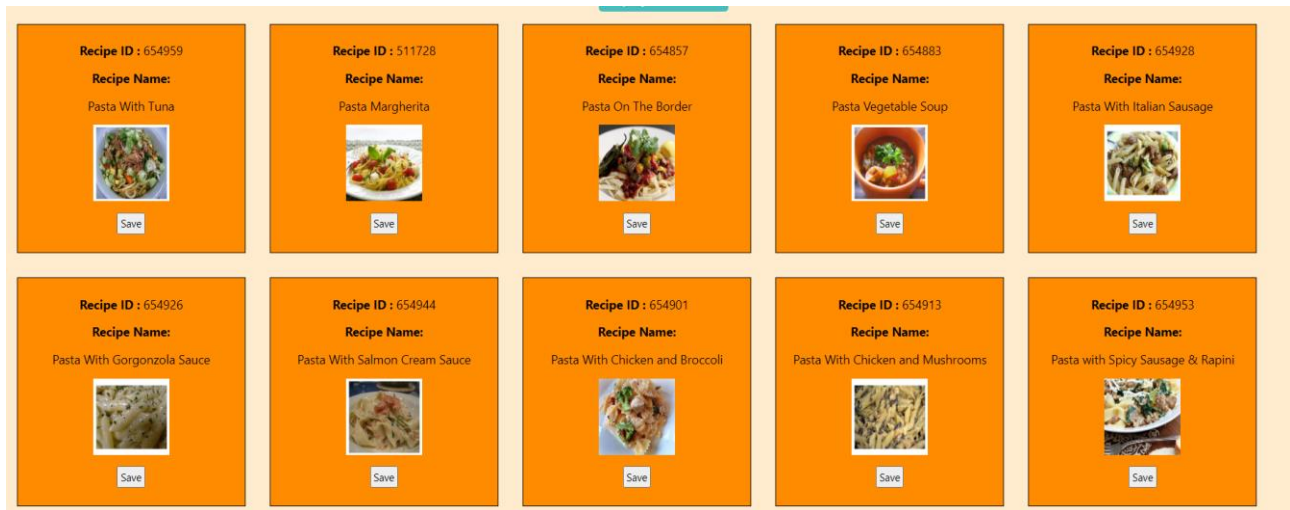 Recipe ID : 654959
Recipe Name:
Pasta With Tuna
Save
Recipe ID : 511728
Recipe Name:
Pasta Margherita
Save
Recipe ID : 654857
Recipe Name:
Pasta On The Border
Save
Recipe ID : 654883
Recipe Name:
Pasta Vegetable Soup
Save
Recipe ID : 654928
Recipe Name:
Pasta With Italian Sausage
Save
Recipe ID : 654926
Recipe Name:
Pasta With Gorgonzola Sauce
Save
Recipe ID : 654944
Recipe Name:
Pasta With Salmon Cream Sauce
Save
Recipe ID : 654901
Recipe Name:
Pasta With Chicken and Broccoli
Save
Recipe ID : 654913
Recipe Name:
Pasta With Chicken and Mushrooms
Save
Recipe ID : 654953
Recipe Name:
Pasta with Spicy Sausage & Rapini
Save